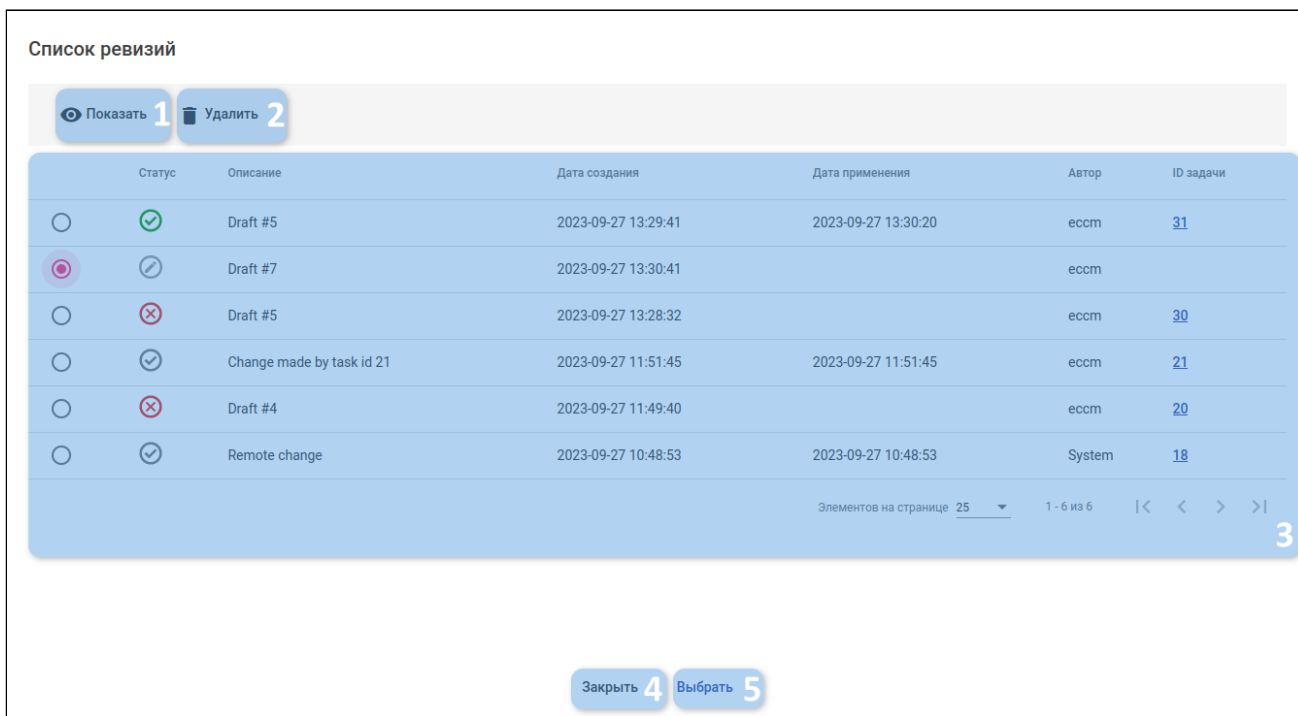 Список ревизий
Показать 1 Удалить 2
Статус Описание Дата создания Дата применения Автор ID задачи
Draft #5 2023-09-27 13:29:41 2023-09-27 13:30:20 eccm 31
Draft #7 2023-09-27 13:30:41 eccm
Draft #5 2023-09-27 13:28:32 eccm 30
Change made by task id 21 2023-09-27 11:51:45 2023-09-27 11:51:45 eccm 21
Draft #4 2023-09-27 11:49:40 eccm 20
Remote change 2023-09-27 10:48:53 2023-09-27 10:48:53 System 18
Элементов на странице 25 1 - 6 из 6
3
Закрыть 4 Выбрать 5